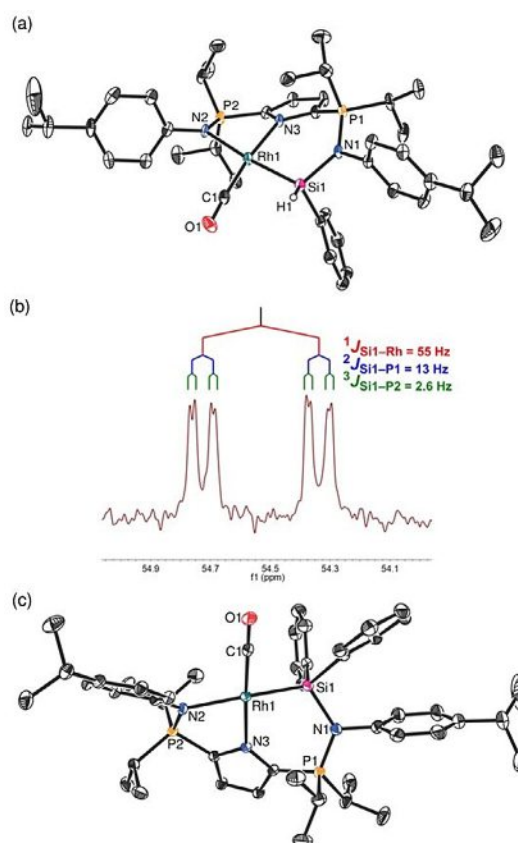 (a)
P2
N2
N3
P1
Rh1
N1
C1
Si1
H1
O1
(b)
¹JSi1–Rh = 55 Hz
²JSi1–P1 = 13 Hz
³JSi1–P2 = 2.6 Hz
54.9 54.7 54.5 54.3 54.1
f1 (ppm)
(c)
O1
C1
Rh1
Si1
N2
N1
P2
N3
P1